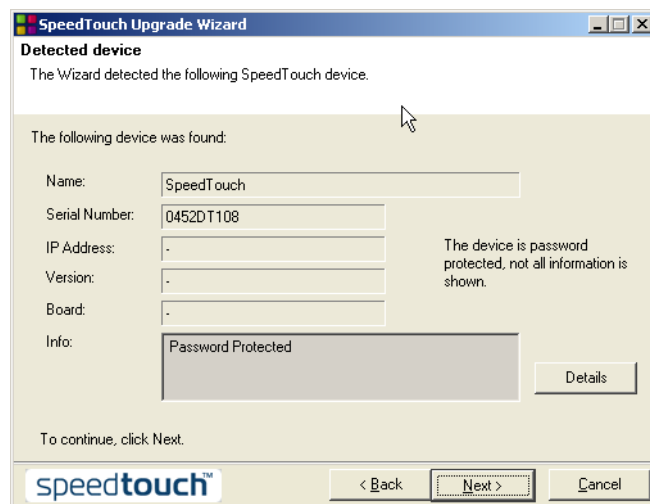 SpeedTouch Upgrade Wizard
Detected device
The Wizard detected the following SpeedTouch device.
The following device was found:
Name: SpeedTouch
Serial Number: 0452DT108
IP Address: -
Version: -
Board: -
The device is password
protected, not all information is
shown.
Info: Password Protected
Details
To continue, click Next.
speedtouch™
< Back Next > Cancel